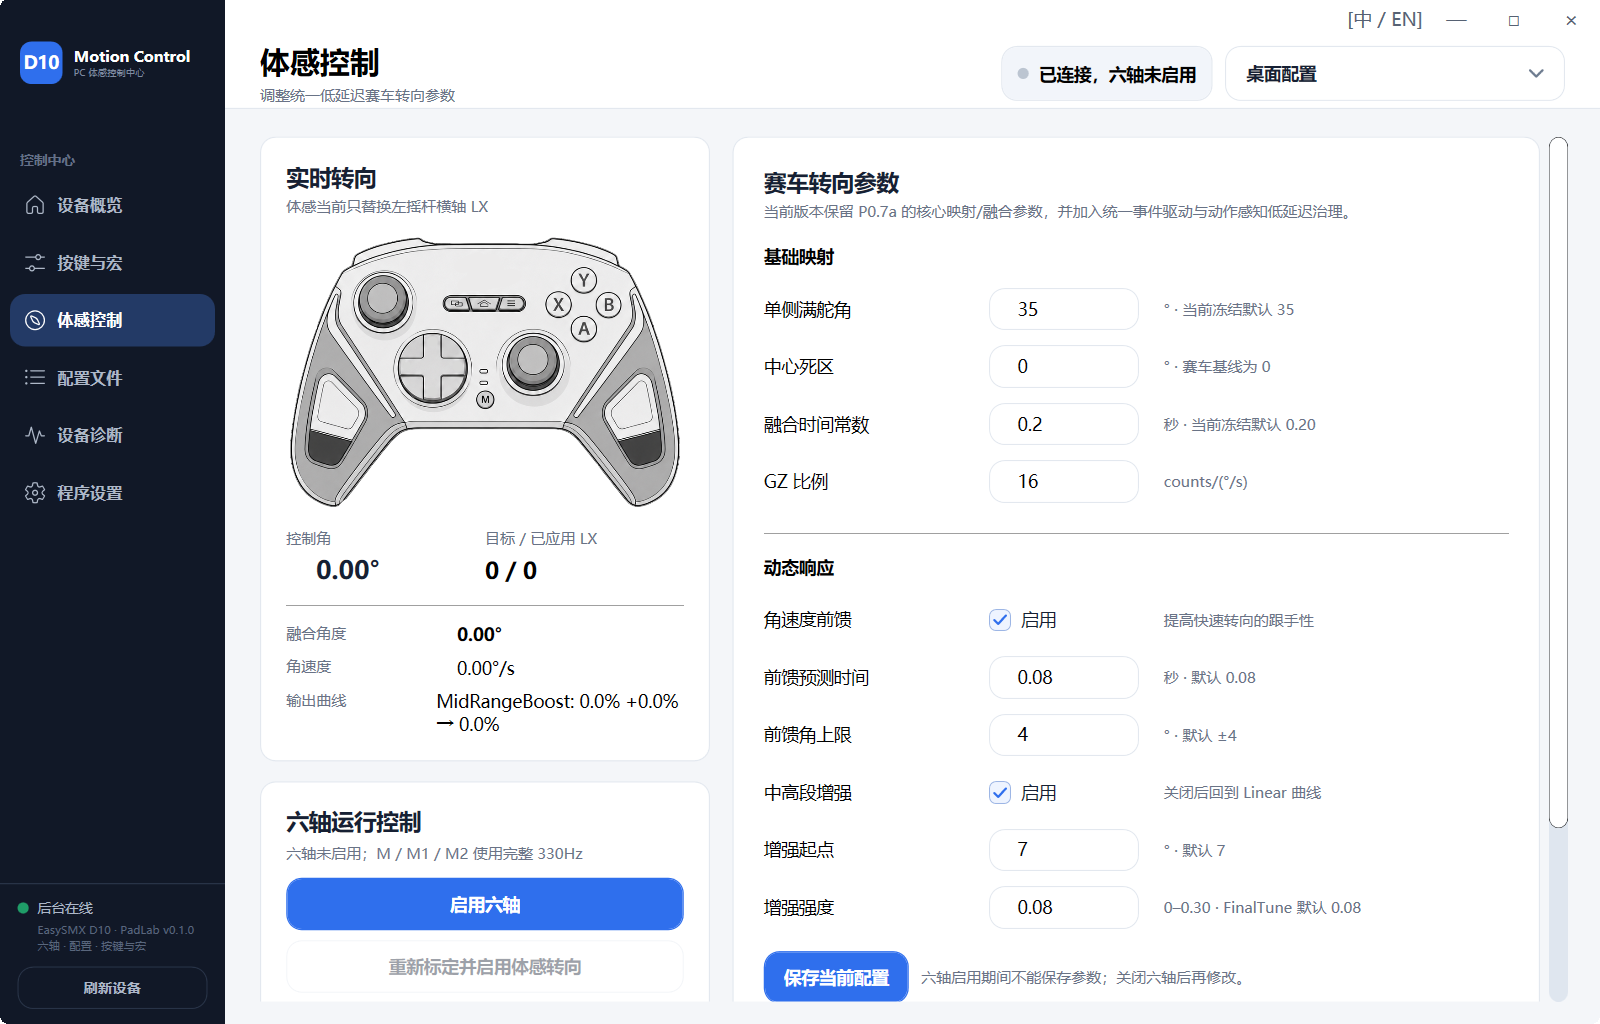 [中 / EN]
D10
Motion Control
PC 体感控制中心
控制中心
设备概览
按键与宏
体感控制
配置文件
设备诊断
程序设置
后台在线
EasySMX D10 · PadLab v0.1.0
六轴 · 配置 · 按键与宏
刷新设备
体感控制
调整统一低延迟赛车转向参数
已连接，六轴未启用
桌面配置
实时转向
体感当前只替换左摇杆横轴 LX
Y
X
B
A
M
控制角
目标 / 已应用 LX
0.00°
0 / 0
融合角度
0.00°
角速度
0.00°/s
输出曲线
MidRangeBoost: 0.0% +0.0%
→ 0.0%
六轴运行控制
六轴未启用；M / M1 / M2 使用完整 330Hz
启用六轴
重新标定并启用体感转向
赛车转向参数
当前版本保留 P0.7a 的核心映射/融合参数，并加入统一事件驱动与动作感知低延迟治理。
基础映射
单侧满舵角
35
° · 当前冻结默认 35
中心死区
0
° · 赛车基线为 0
融合时间常数
0.2
秒 · 当前冻结默认 0.20
GZ 比例
16
counts/(°/s)
动态响应
角速度前馈
启用
提高快速转向的跟手性
前馈预测时间
0.08
秒 · 默认 0.08
前馈角上限
4
° · 默认 ±4
中高段增强
启用
关闭后回到 Linear 曲线
增强起点
7
° · 默认 7
增强强度
0.08
0–0.30 · FinalTune 默认 0.08
保存当前配置
六轴启用期间不能保存参数；关闭六轴后再修改。